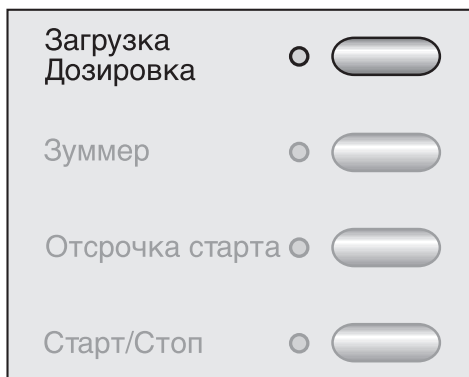 Загрузка
Дозировка
Зуммер
Отсрочка старта
Старт/Стоп